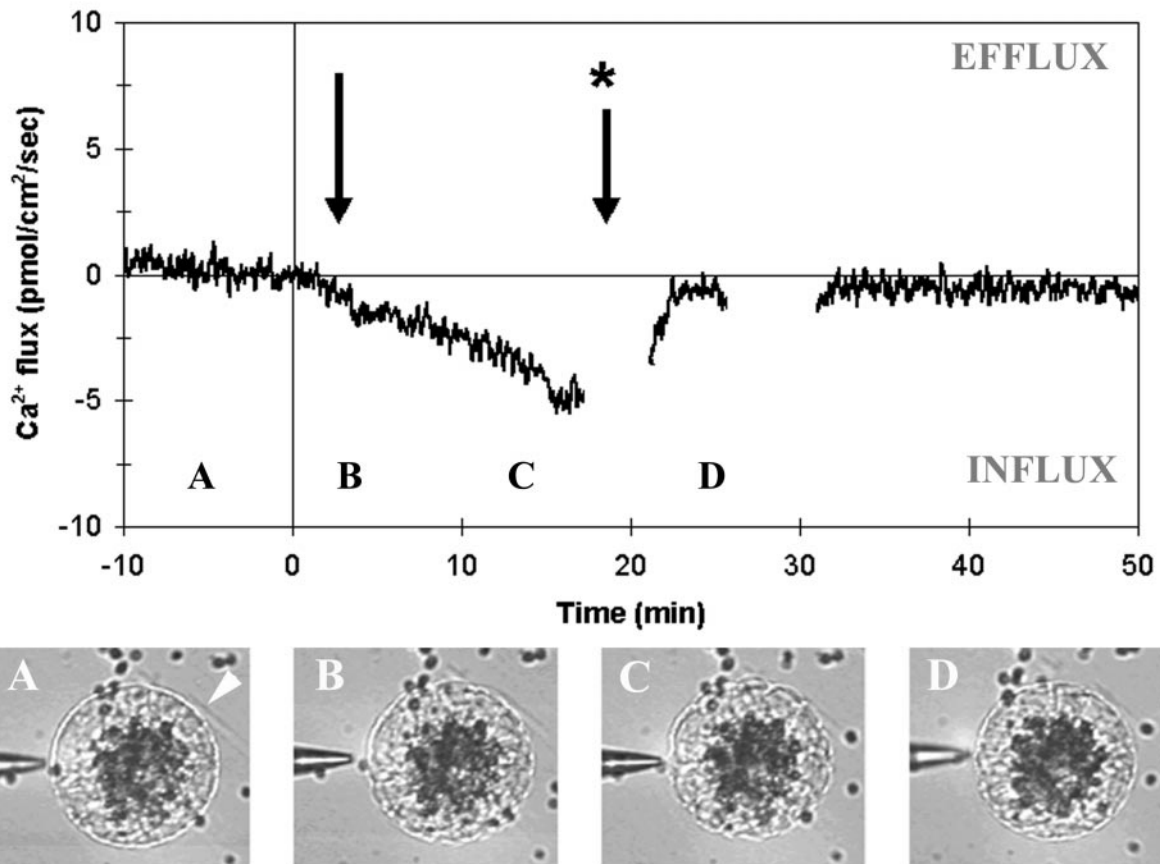 10
EFFLUX
*
5
0
Ca²⁺ flux (pmol/cm²/sec)
-5
A B C D
INFLUX
-10
-10 0 10 20 30 40 50
Time (min)
A B C D